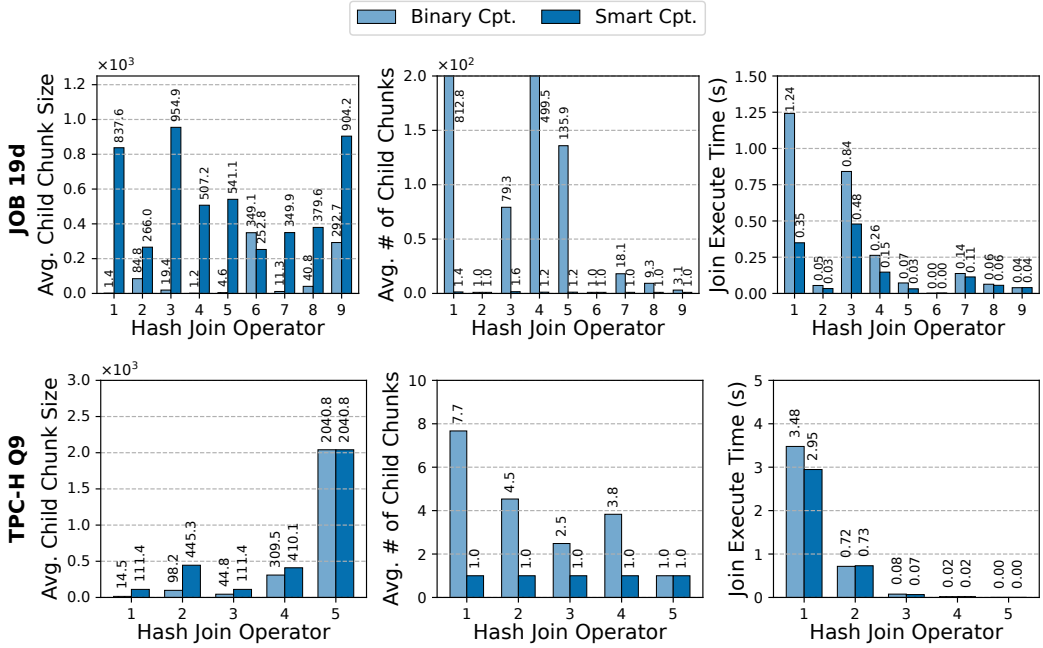 Binary Cpt. Smart Cpt.
JOB 19d
×10³
Avg. Child Chunk Size
1.2
1.0
0.8
0.6
0.4
0.2
0.0
1.4 837.6 84.8 266.0 19.4 954.9 1.2 507.2 4.6 541.1 349.1 252.8 11.3 349.9 40.8 379.6 292.7 904.2
1 2 3 4 5 6 7 8 9
Hash Join Operator
×10²
Avg. # of Child Chunks
2.0
1.5
1.0
0.5
0.0
812.8 1.4 1.0 1.0 79.3 1.6 499.5 1.2 135.9 1.2 1.0 1.0 18.1 1.0 9.3 1.0 3.1 1.0
1 2 3 4 5 6 7 8 9
Hash Join Operator
Join Execute Time (s)
1.50
1.25
1.00
0.75
0.50
0.25
0.00
1.24 0.35 0.05 0.03 0.84 0.48 0.26 0.15 0.07 0.03 0.00 0.00 0.14 0.11 0.06 0.06 0.04 0.04
1 2 3 4 5 6 7 8 9
Hash Join Operator
TPC-H Q9
×10³
Avg. Child Chunk Size
3.0
2.5
2.0
1.5
1.0
0.5
0.0
14.5 111.4 98.2 445.3 44.8 111.4 309.5 410.1 2040.8 2040.8
1 2 3 4 5
Hash Join Operator
Avg. # of Child Chunks
10
8
6
4
2
0
7.7 1.0 4.5 1.0 2.5 1.0 3.8 1.0 1.0 1.0
1 2 3 4 5
Hash Join Operator
Join Execute Time (s)
5
4
3
2
1
0
3.48 2.95 0.72 0.73 0.08 0.07 0.02 0.02 0.00 0.00
1 2 3 4 5
Hash Join Operator